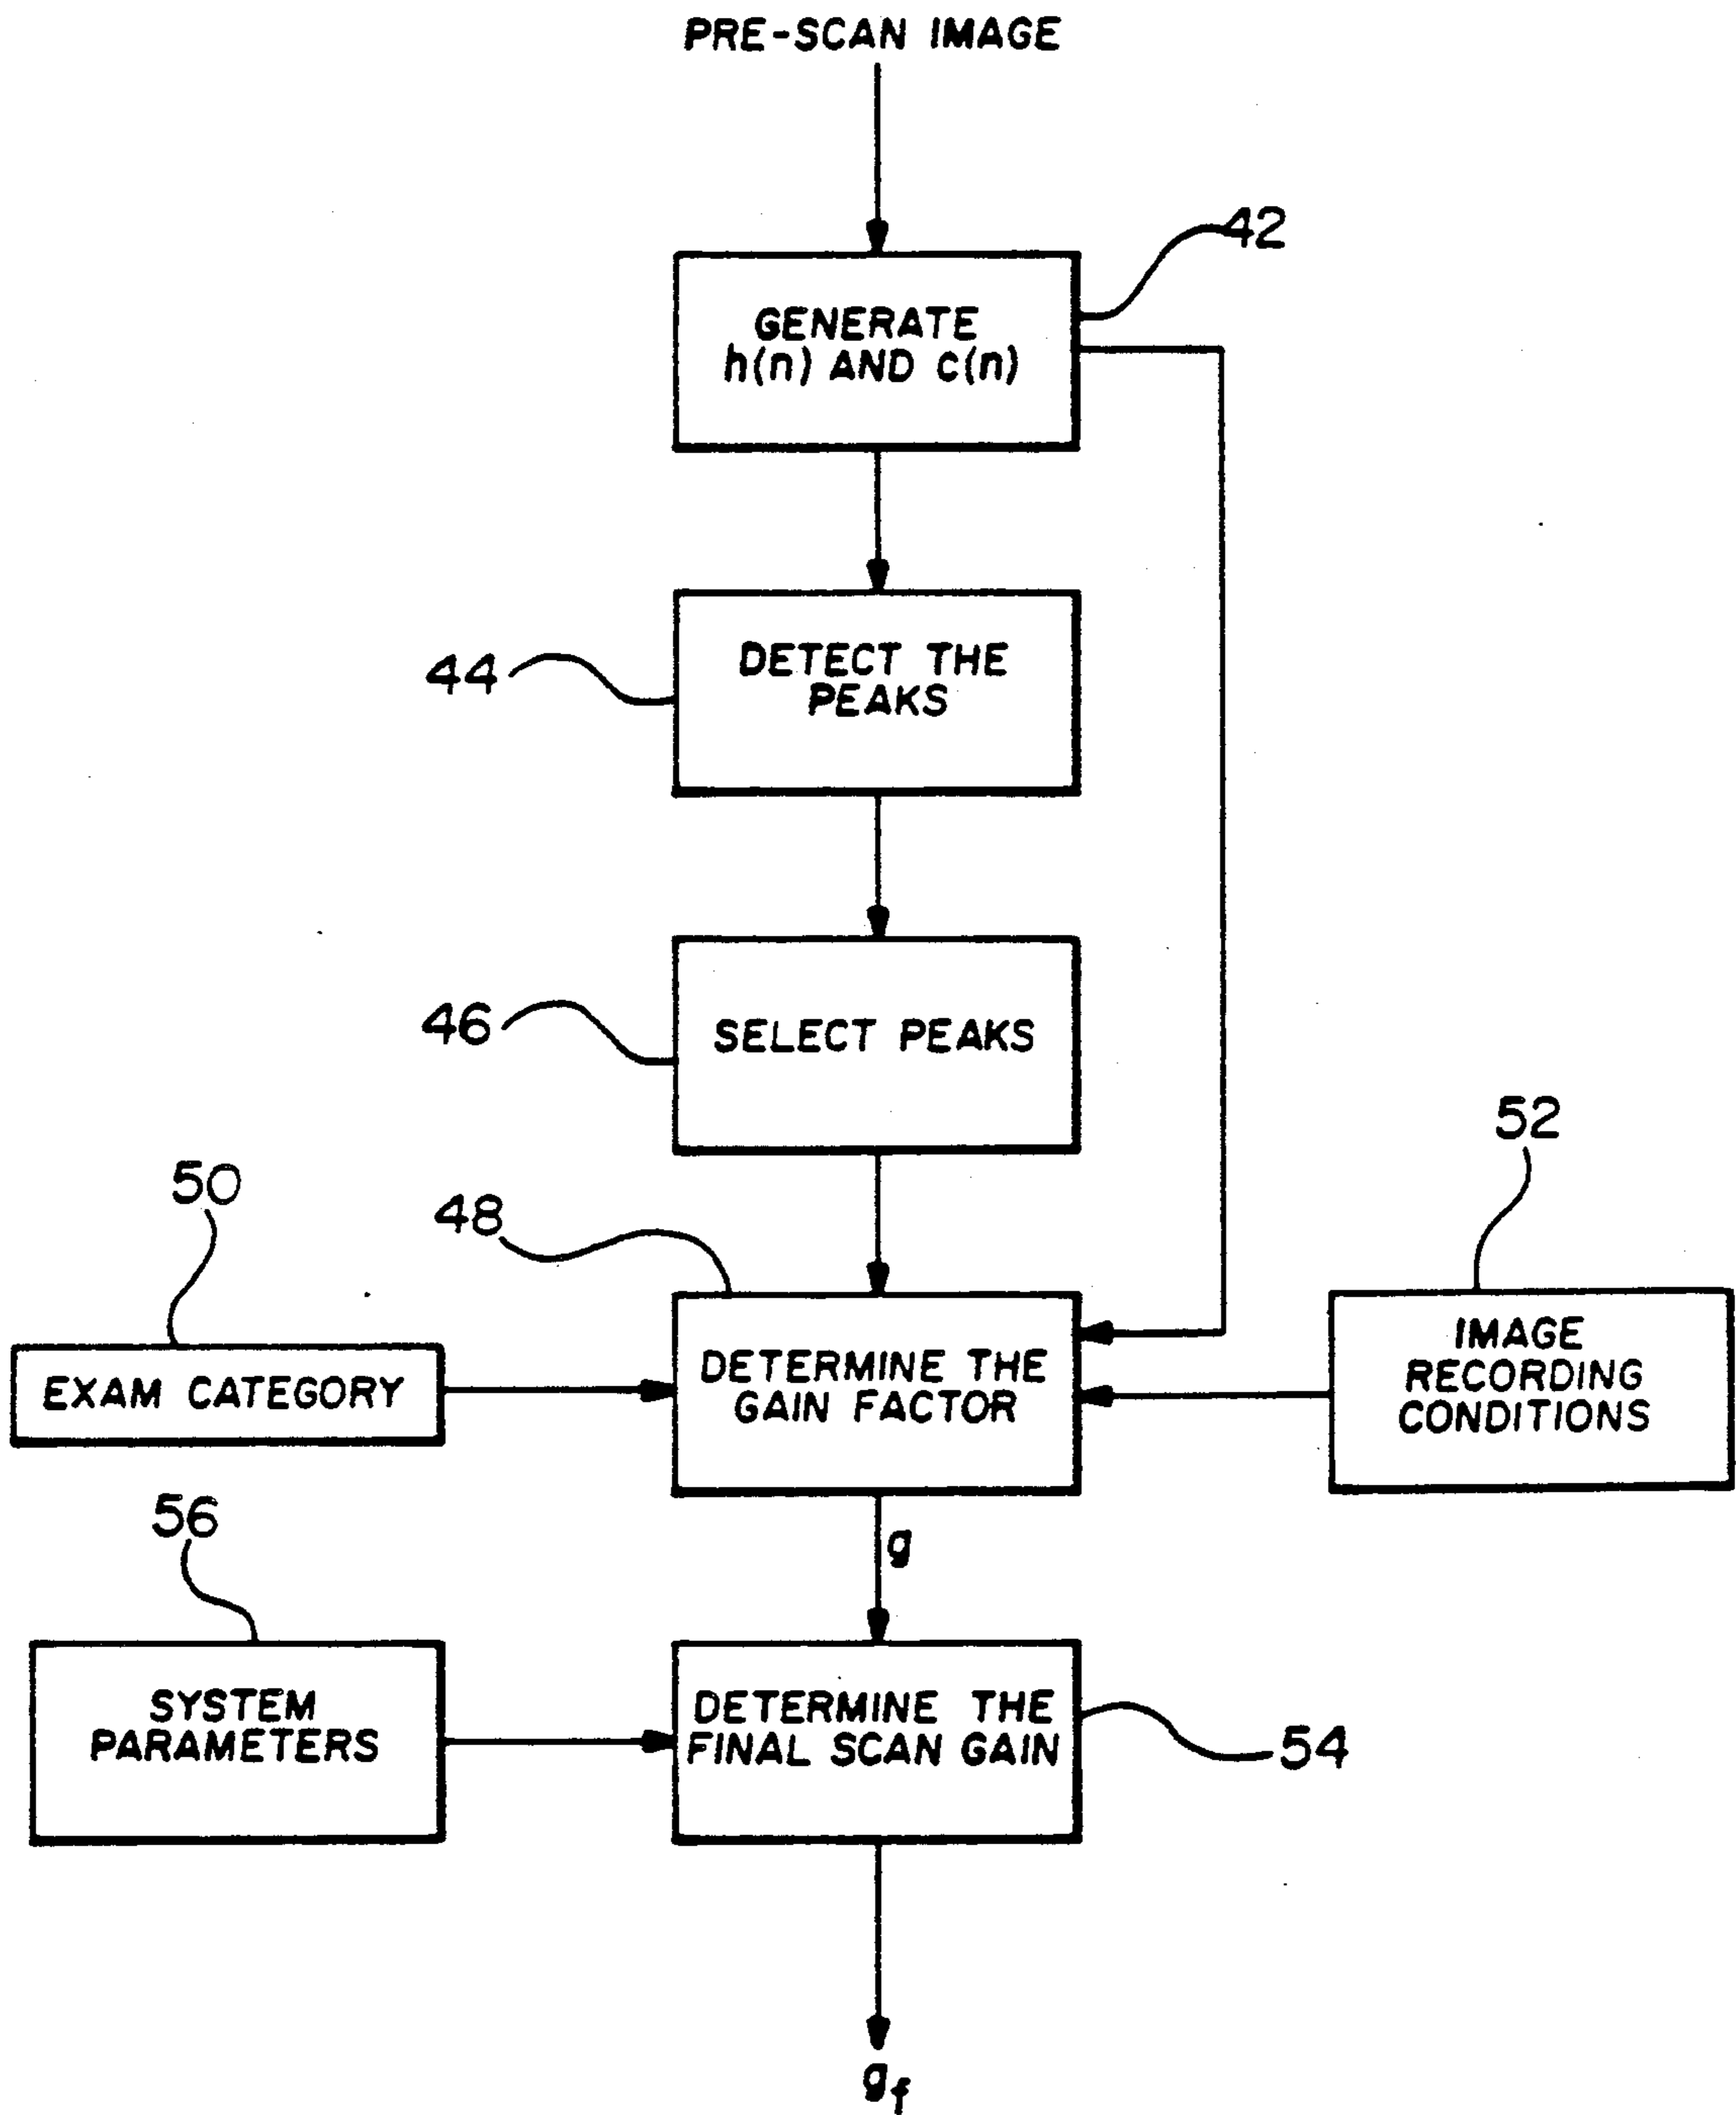 PRE-SCAN IMAGE
42
GENERATE
h(n) AND c(n)
44
DETECT THE
PEAKS
46
SELECT PEAKS
52
50
48
EXAM CATEGORY
DETERMINE THE
GAIN FACTOR
IMAGE
RECORDING
CONDITIONS
g
56
SYSTEM
PARAMETERS
DETERMINE THE
FINAL SCAN GAIN
54
gf